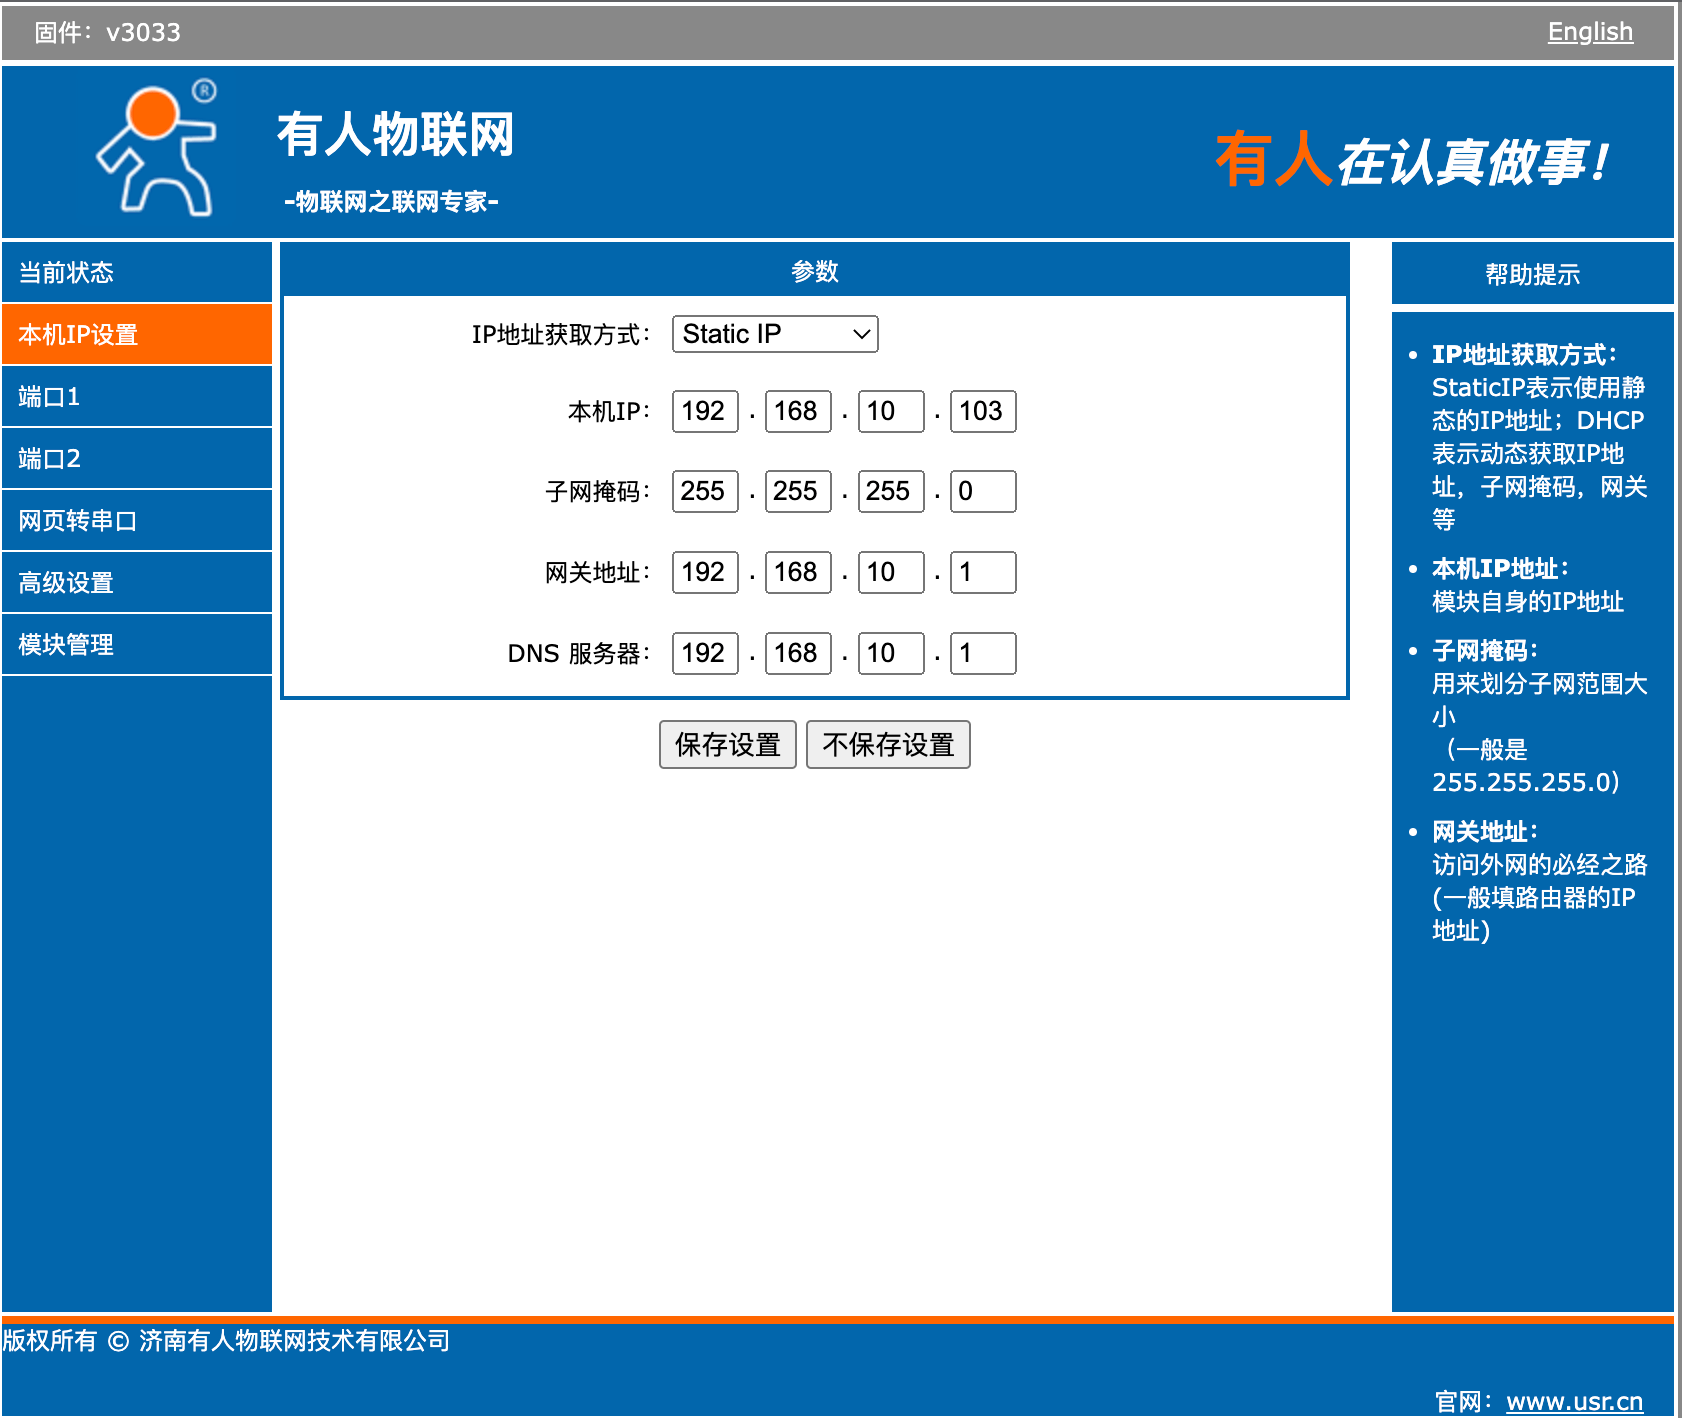 固件：v3033
English
®
有人物联网
-物联网之联网专家-
有人在认真做事！
当前状态
本机IP设置
端口1
端口2
网页转串口
高级设置
模块管理
参数
IP地址获取方式： Static IP
本机IP： 192 . 168 . 10 . 103
子网掩码： 255 . 255 . 255 . 0
网关地址： 192 . 168 . 10 . 1
DNS 服务器： 192 . 168 . 10 . 1
保存设置 不保存设置
帮助提示
• IP地址获取方式：
StaticIP表示使用静
态的IP地址；DHCP
表示动态获取IP地
址，子网掩码，网关
等
• 本机IP地址：
模块自身的IP地址
• 子网掩码：
用来划分子网范围大
小
（一般是
255.255.255.0）
• 网关地址：
访问外网的必经之路
(一般填路由器的IP
地址)
版权所有 © 济南有人物联网技术有限公司
官网：www.usr.cn